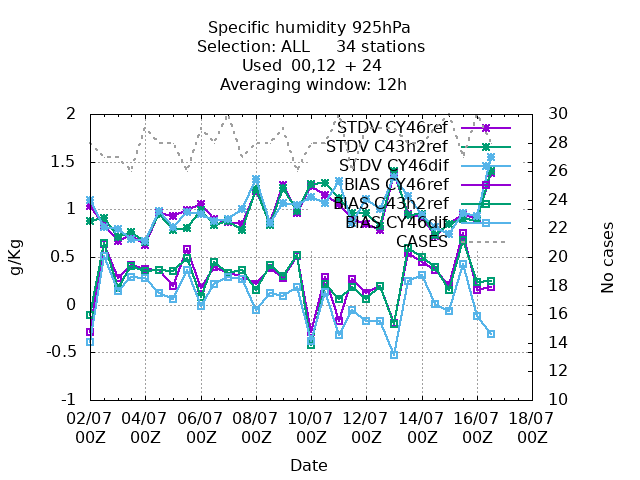 Specific humidity 925hPa
Selection: ALL 34 stations
Used 00,12 + 24
Averaging window: 12h
2
1.5
1
0.5
0
-0.5
-1
g/Kg
30
28
26
24
22
20
18
16
14
12
10
No cases
STDV CY46ref
STDV C43h2ref
STDV CY46dif
BIAS CY46ref
BIAS C43h2ref
BIAS CY46dif
CASES
02/07 04/07 06/07 08/07 10/07 12/07 14/07 16/07 18/07
00Z 00Z 00Z 00Z 00Z 00Z 00Z 00Z 00Z
Date